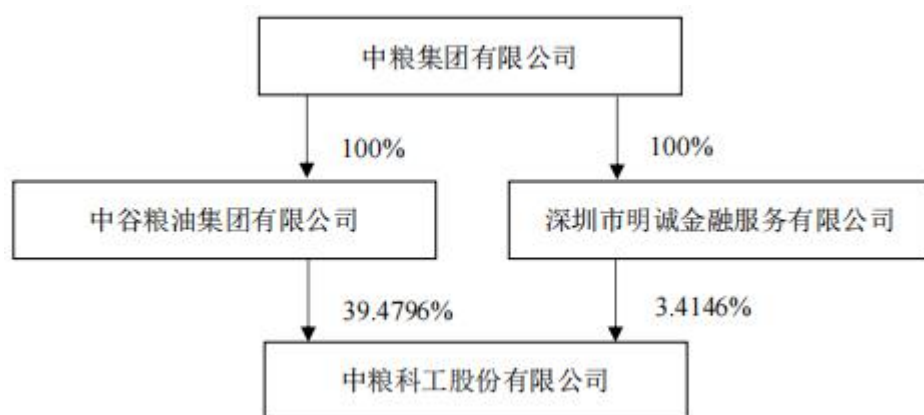 中粮集团有限公司
100%
100%
中谷粮油集团有限公司
深圳市明诚金融服务有限公司
39.4796%
3.4146%
中粮科工股份有限公司